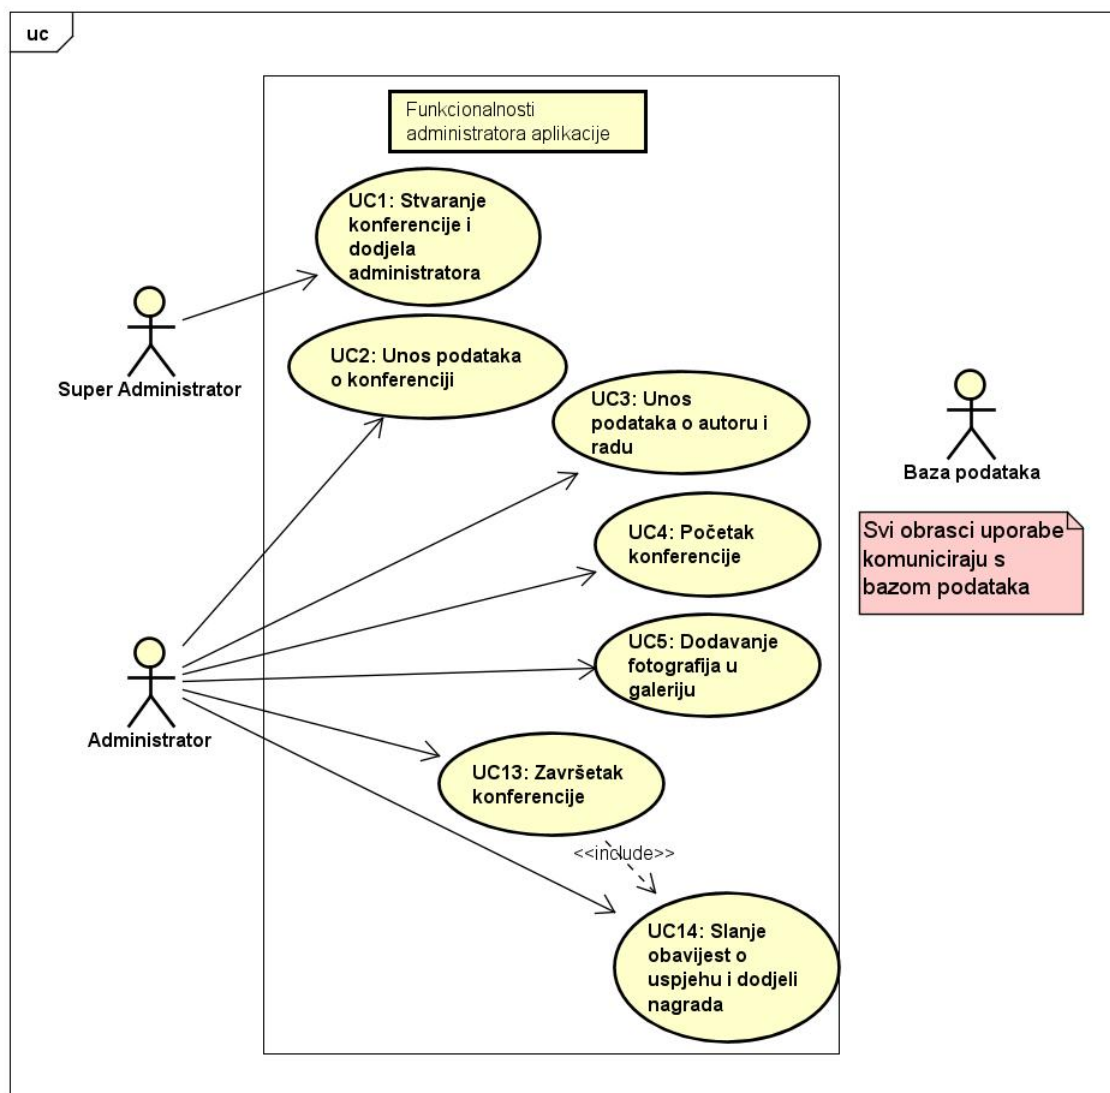 uc
Funkcionalnosti
administratora aplikacije
UC1: Stvaranje
konferencije i
dodjela
administratora
Super Administrator
UC2: Unos podataka
o konferenciji
UC3: Unos
podataka o autoru i
radu
Baza podataka
Svi obrasci uporabe
komuniciraju s
bazom podataka
UC4: Početak
konferencije
UC5: Dodavanje
fotografija u
galeriju
Administrator
UC13: Završetak
konferencije
<<include>>
UC14: Slanje
obavijest o
uspjehu i dodjeli
nagrada